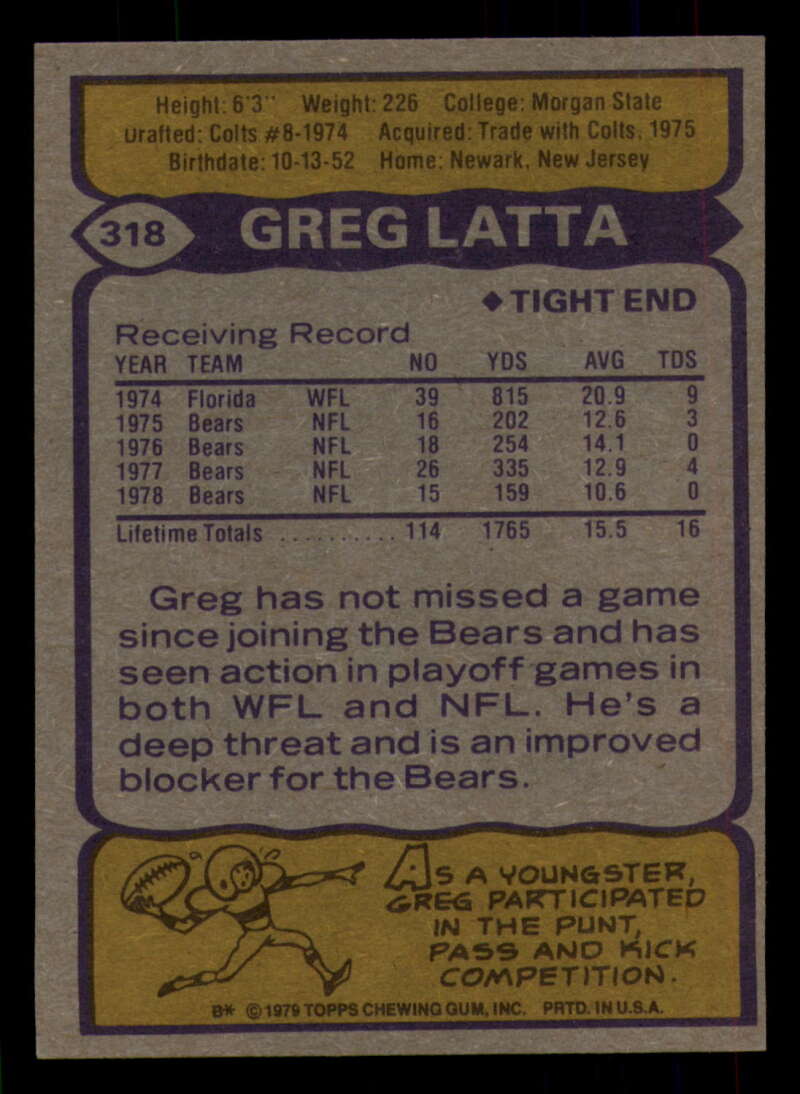 Height: 6'3" Weight: 226 College: Morgan State
Drafted: Colts #8-1974 Acquired: Trade with Colts, 1975
Birthdate: 10-13-52 Home: Newark, New Jersey
318 GREG LATTA
◆ TIGHT END
Receiving Record
YEAR TEAM NO YDS AVG TDS
1974 Florida WFL 39 815 20.9 9
1975 Bears NFL 16 202 12.6 3
1976 Bears NFL 18 254 14.1 0
1977 Bears NFL 26 335 12.9 4
1978 Bears NFL 15 159 10.6 0
Lifetime Totals .......... 114 1765 15.5 16
Greg has not missed a game
since joining the Bears and has
seen action in playoff games in
both WFL and NFL. He's a
deep threat and is an improved
blocker for the Bears.
AS A YOUNGSTER,
GREG PARTICIPATED
IN THE PUNT,
PASS AND KICK
COMPETITION.
B* © 1979 TOPPS CHEWING GUM, INC. PRTD. IN U.S.A.